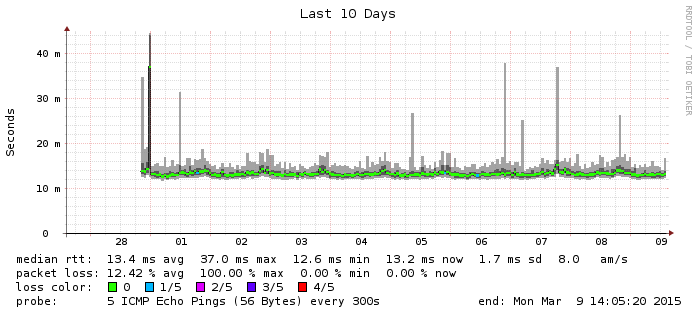 Last 10 Days
RRDTOOL / TOBI OETIKER
Seconds
40 m
30 m
20 m
10 m
0
28 01 02 03 04 05 06 07 08 09
median rtt: 13.4 ms avg 37.0 ms max 12.6 ms min 13.2 ms now 1.7 ms sd 8.0 am/s
packet loss: 12.42 % avg 100.00 % max 0.00 % min 0.00 % now
loss color: 0 1/5 2/5 3/5 4/5
probe: 5 ICMP Echo Pings (56 Bytes) every 300s end: Mon Mar 9 14:05:20 2015